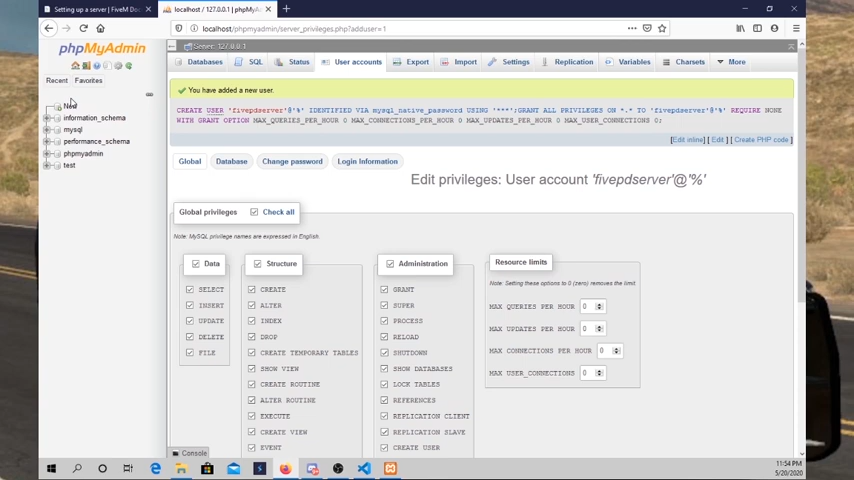 Setting up a server | FiveM Doc
localhost / 127.0.0.1 | phpMyAd
localhost/phpmyadmin/server_privileges.php?adduser=1
phpMyAdmin
Recent
Favorites
New
information_schema
mysql
performance_schema
phpmyadmin
test
Server: 127.0.0.1
Databases
SQL
Status
User accounts
Export
Import
Settings
Replication
Variables
Charsets
More
You have added a new user.
CREATE USER 'fivepdserver'@'%' IDENTIFIED VIA mysql_native_password USING '***';GRANT ALL PRIVILEGES ON *.* TO 'fivepdserver'@'%' REQUIRE NONE
WITH GRANT OPTION MAX_QUERIES_PER_HOUR 0 MAX_CONNECTIONS_PER_HOUR 0 MAX_UPDATES_PER_HOUR 0 MAX_USER_CONNECTIONS 0;
[Edit inline] [ Edit ] [ Create PHP code ]
Global
Database
Change password
Login Information
Edit privileges: User account 'fivepdserver'@'%'
Global privileges
Check all
Note: MySQL privilege names are expressed in English.
Data
SELECT
INSERT
UPDATE
DELETE
FILE
Structure
CREATE
ALTER
INDEX
DROP
CREATE TEMPORARY TABLES
SHOW VIEW
CREATE ROUTINE
ALTER ROUTINE
EXECUTE
CREATE VIEW
EVENT
Administration
GRANT
SUPER
PROCESS
RELOAD
SHUTDOWN
SHOW DATABASES
LOCK TABLES
REFERENCES
REPLICATION CLIENT
REPLICATION SLAVE
CREATE USER
Resource limits
Note: Setting these options to 0 (zero) removes the limit.
MAX QUERIES PER HOUR 0
MAX UPDATES PER HOUR 0
MAX CONNECTIONS PER HOUR 0
MAX USER_CONNECTIONS 0
Console
11:54 PM
5/20/2020